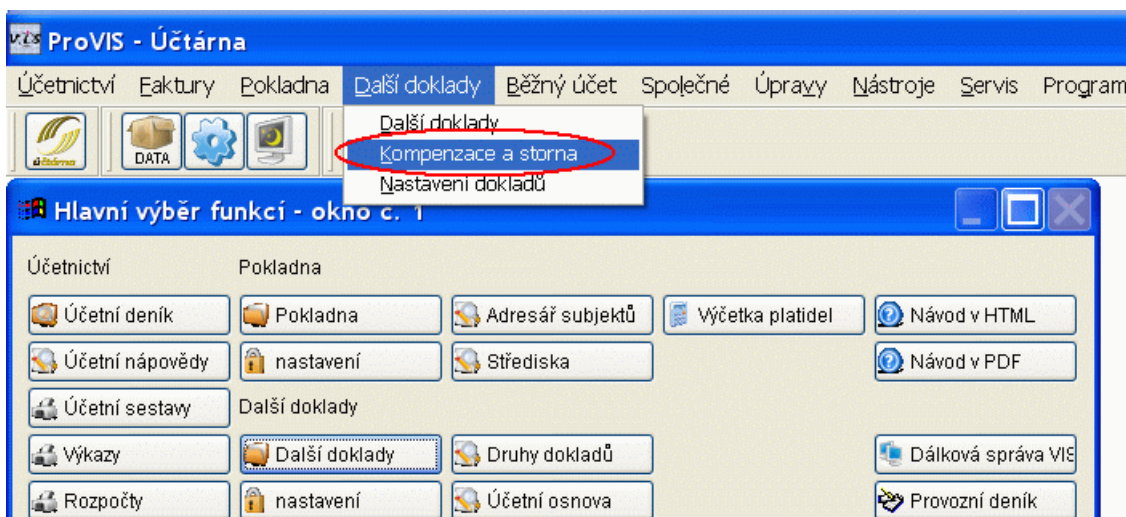 vis ProVIS - Účtárna
Účetnictví Faktury Pokladna Další doklady Běžný účet Společné Úpravy Nástroje Servis Program
účtárna DATA
Další doklady
Kompenzace a storna
Nastavení dokladů
Hlavní výběr funkcí - okno č. 1
Účetnictví Pokladna
Účetní deník Pokladna Adresář subjektů Výčetka platidel Návod v HTML
Účetní nápovědy nastavení Střediska Návod v PDF
Účetní sestavy Další doklady
Výkazy Další doklady Druhy dokladů Dálková správa VIS
Rozpočty nastavení Účetní osnova Provozní deník